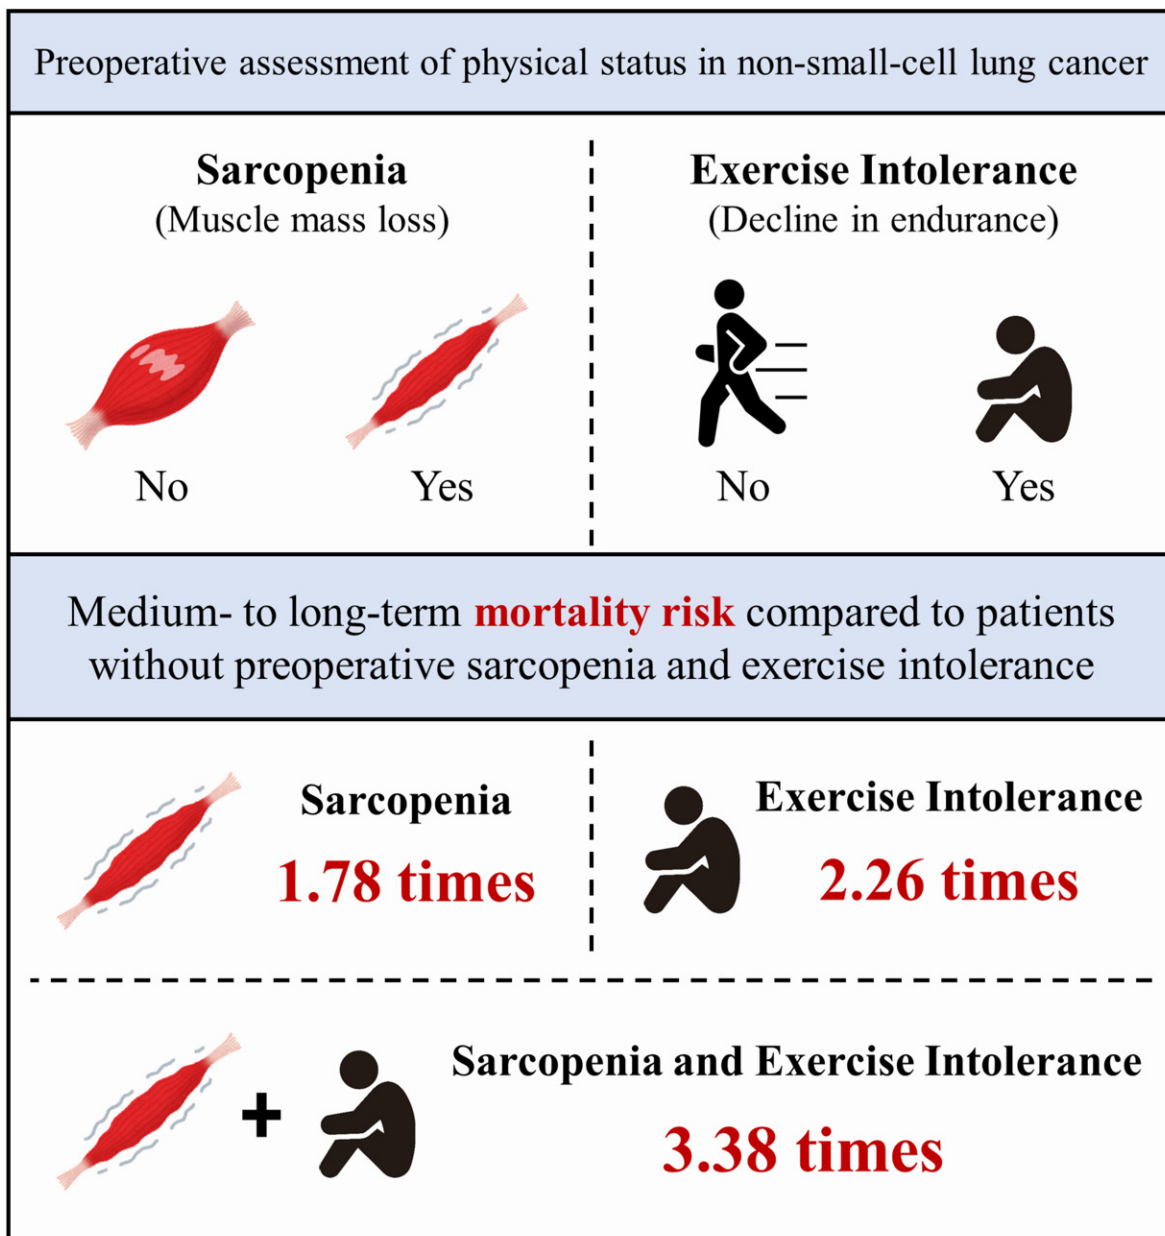 Preoperative assessment of physical status in non-small-cell lung cancer
Sarcopenia
(Muscle mass loss)
No
Yes
Exercise Intolerance
(Decline in endurance)
No
Yes
Medium- to long-term mortality risk compared to patients
without preoperative sarcopenia and exercise intolerance
Sarcopenia
1.78 times
Exercise Intolerance
2.26 times
+
Sarcopenia and Exercise Intolerance
3.38 times